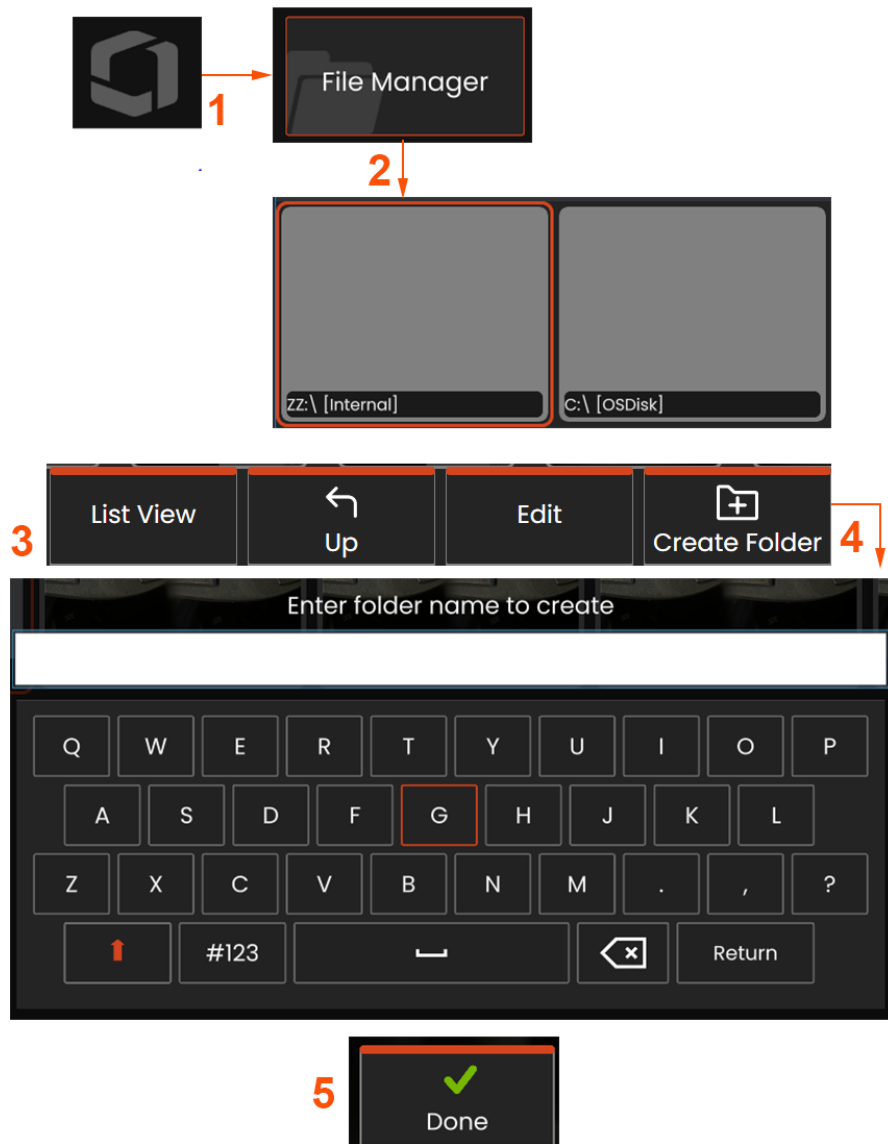 1
File Manager
2
ZZ:\ [Internal]
C:\ [OSDisk]
3
List View
Up
Edit
Create Folder
4
Enter folder name to create
Q W E R T Y U I O P
A S D F G H J K L
Z X C V B N M . , ?
#123 Return
5
Done